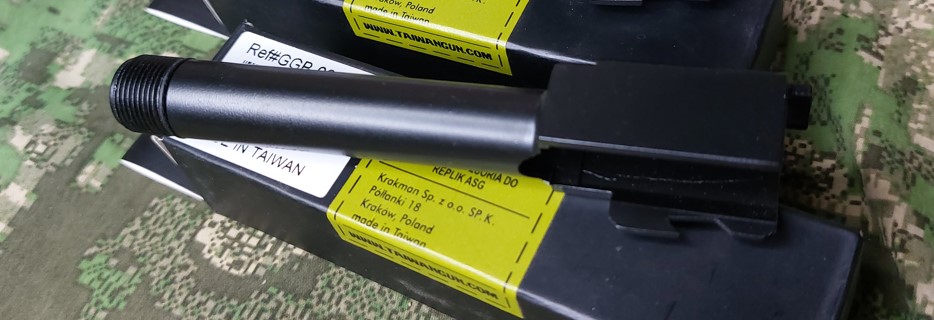 Kraków, Poland
made in Taiwan
WWW.TAIWANGUN.COM
Ref#GGB
IN TAIWAN
DO
REPLIK ASG
Krakman Sp. z o.o. SP K.
Półłanki 18
Kraków, Poland
made in Taiwan
WWW.TAIWANGUN.COM